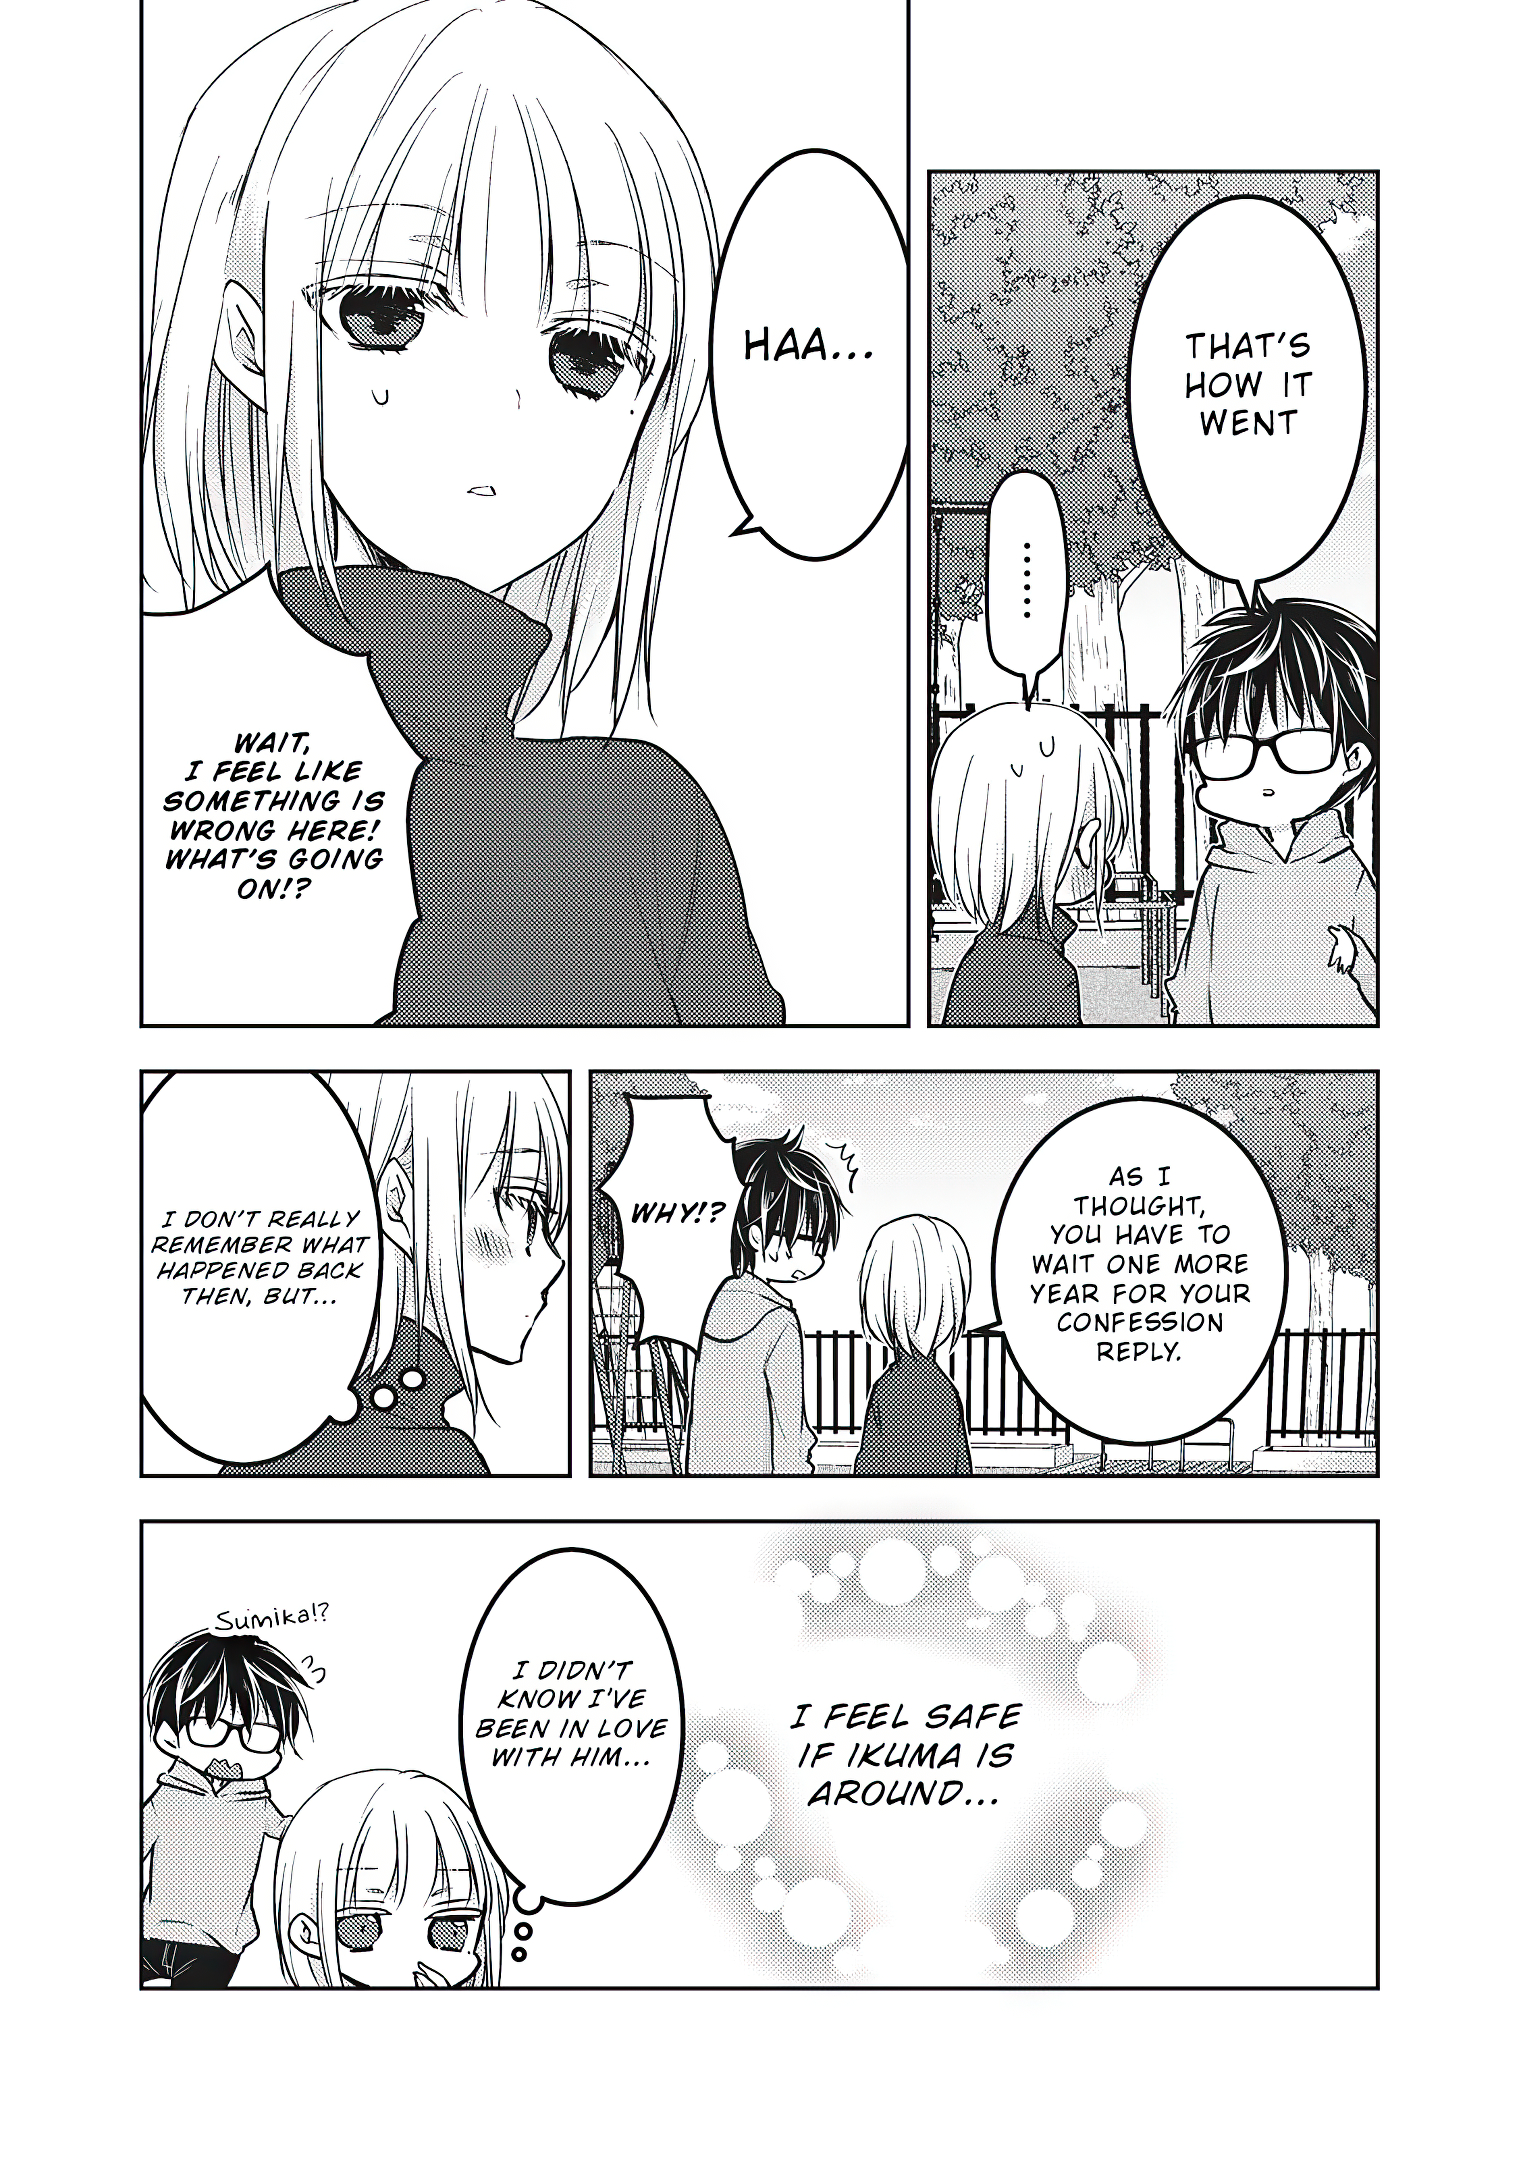 THAT'S
HOW IT
WENT
.......
HAA...
WAIT,
I FEEL LIKE
SOMETHING IS
WRONG HERE!
WHAT'S GOING
ON!?
AS I
THOUGHT,
YOU HAVE TO
WAIT ONE MORE
YEAR FOR YOUR
CONFESSION
REPLY.
WHY!?
I DON'T REALLY
REMEMBER WHAT
HAPPENED BACK
THEN, BUT...
I FEEL SAFE
IF IKUMA IS
AROUND...
I DIDN'T
KNOW I'VE
BEEN IN LOVE
WITH HIM...
Sumika!?